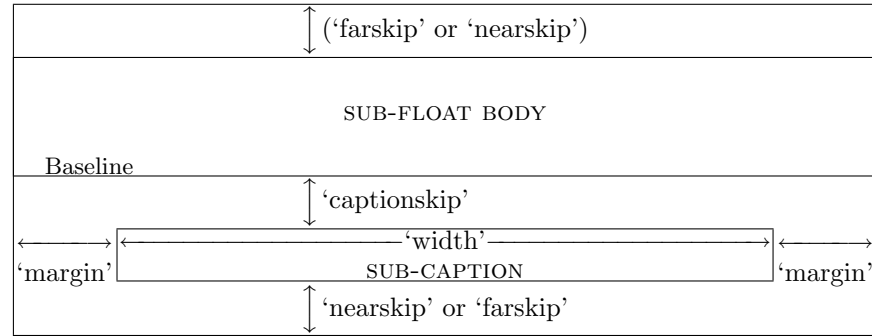 (‘farskip’ or ‘nearskip’)
SUB-FLOAT BODY
Baseline
‘captionskip’
‘width’
‘margin’ SUB-CAPTION ‘margin’
‘nearskip’ or ‘farskip’